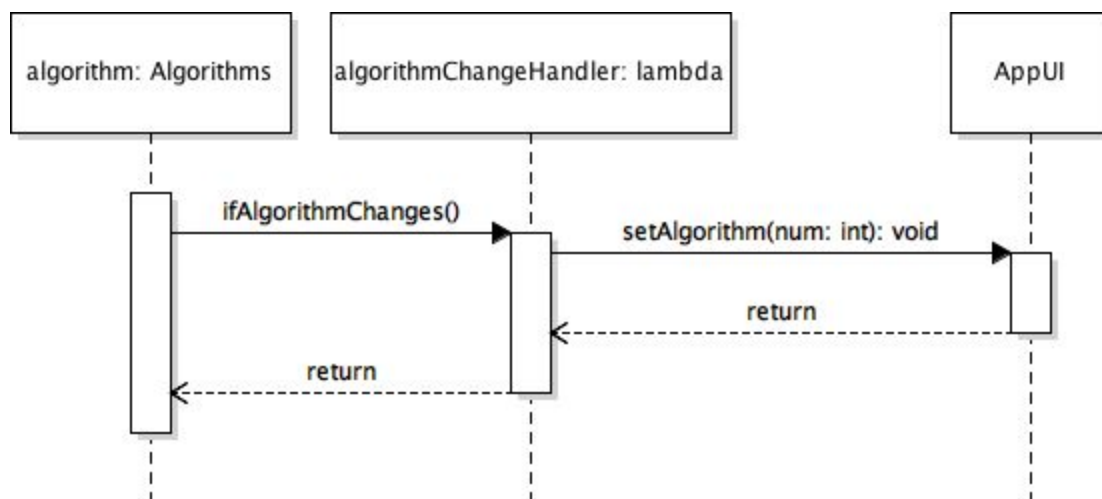 algorithm: Algorithms
algorithmChangeHandler: lambda
AppUI
ifAlgorithmChanges()
setAlgorithm(num: int): void
return
return